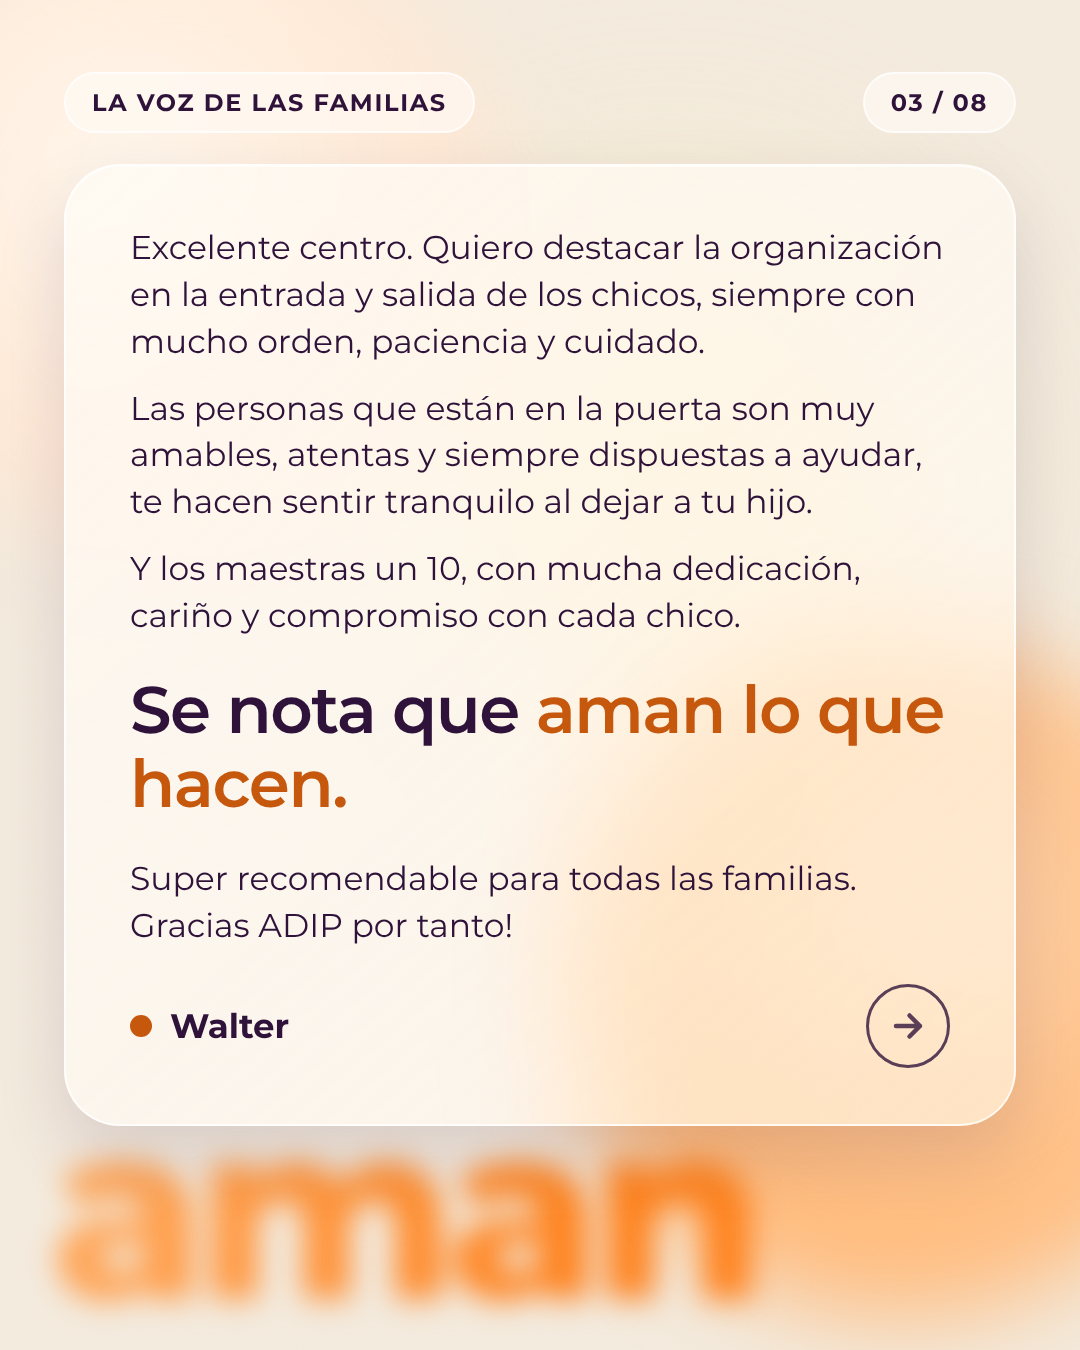 LA VOZ DE LAS FAMILIAS
03 / 08
Excelente centro. Quiero destacar la organización
en la entrada y salida de los chicos, siempre con
mucho orden, paciencia y cuidado.
Las personas que están en la puerta son muy
amables, atentas y siempre dispuestas a ayudar,
te hacen sentir tranquilo al dejar a tu hijo.
Y los maestras un 10, con mucha dedicación,
cariño y compromiso con cada chico.
Se nota que aman lo que
hacen.
Super recomendable para todas las familias.
Gracias ADIP por tanto!
Walter
aman